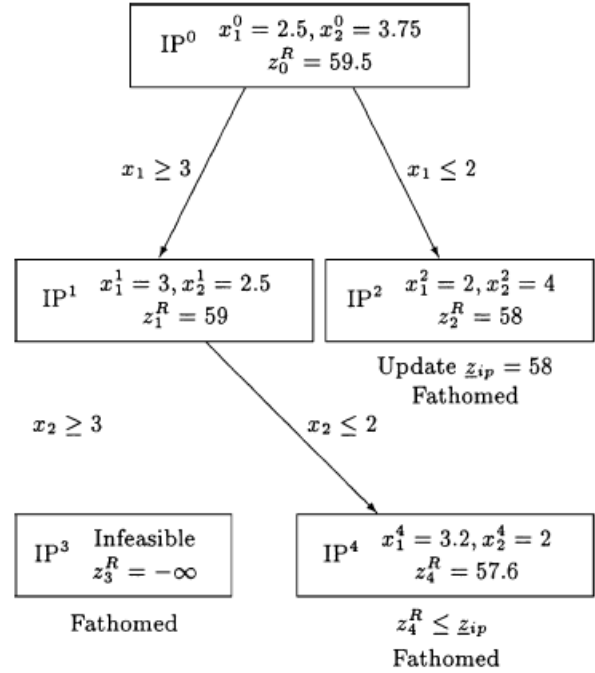 IP⁰ x₁⁰ = 2.5, x₂⁰ = 3.75
z₀ᴿ = 59.5
x₁ ≥ 3
x₁ ≤ 2
IP¹ x₁¹ = 3, x₂¹ = 2.5
z₁ᴿ = 59
IP² x₁² = 2, x₂² = 4
z₂ᴿ = 58
Update z̲ᵢₚ = 58
Fathomed
x₂ ≥ 3
x₂ ≤ 2
IP³ Infeasible
z₃ᴿ = −∞
Fathomed
IP⁴ x₁⁴ = 3.2, x₂⁴ = 2
z₄ᴿ = 57.6
z₄ᴿ ≤ z̲ᵢₚ
Fathomed